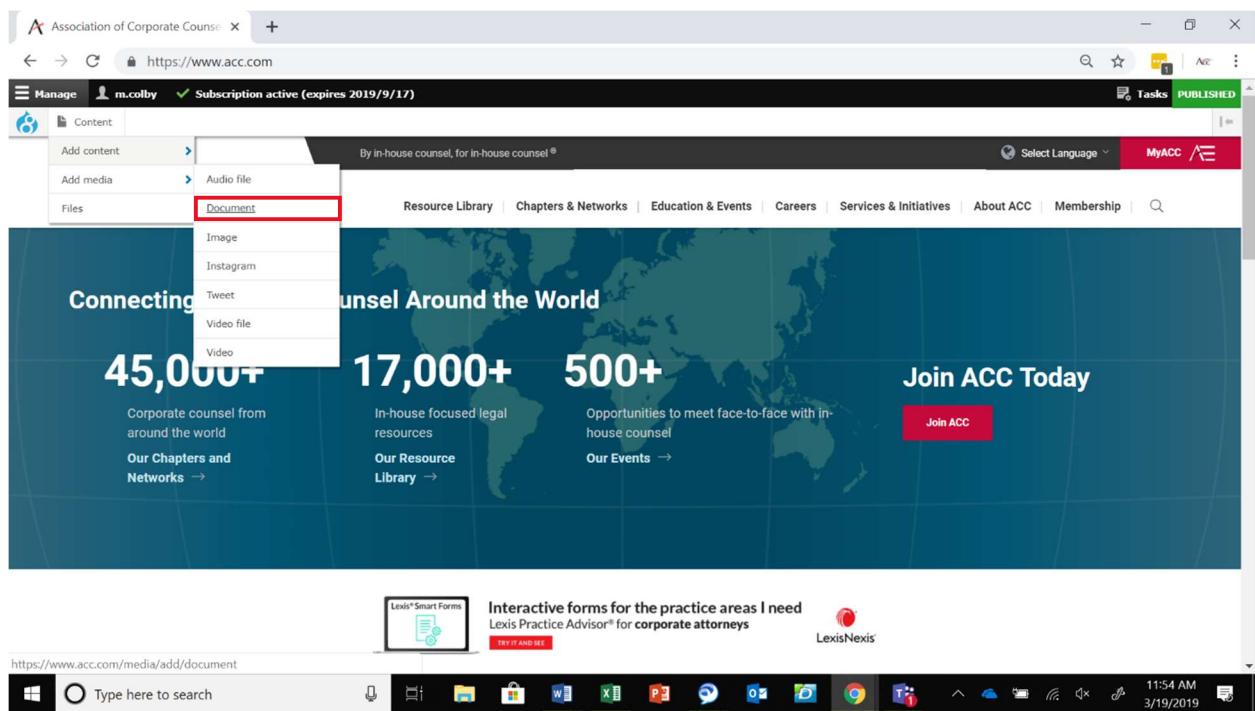 Association of Corporate Counse
https://www.acc.com
1
ACC
Manage m.colby Subscription active (expires 2019/9/17) Tasks PUBLISHED
Content
Add content
Add media
Files
Audio file
Document
Image
Instagram
Tweet
Video file
Video
By in-house counsel, for in-house counsel ® Select Language MyACC
Resource Library Chapters & Networks Education & Events Careers Services & Initiatives About ACC Membership
Connecting unsel Around the World
45,000+
Corporate counsel from
around the world
Our Chapters and
Networks →
17,000+
In-house focused legal
resources
Our Resource
Library →
500+
Opportunities to meet face-to-face with in-
house counsel
Our Events →
Join ACC Today
Join ACC
Lexis® Smart Forms
Interactive forms for the practice areas I need
Lexis Practice Advisor® for corporate attorneys
TRY IT AND SEE
LexisNexis
https://www.acc.com/media/add/document
Type here to search
11:54 AM
3/19/2019